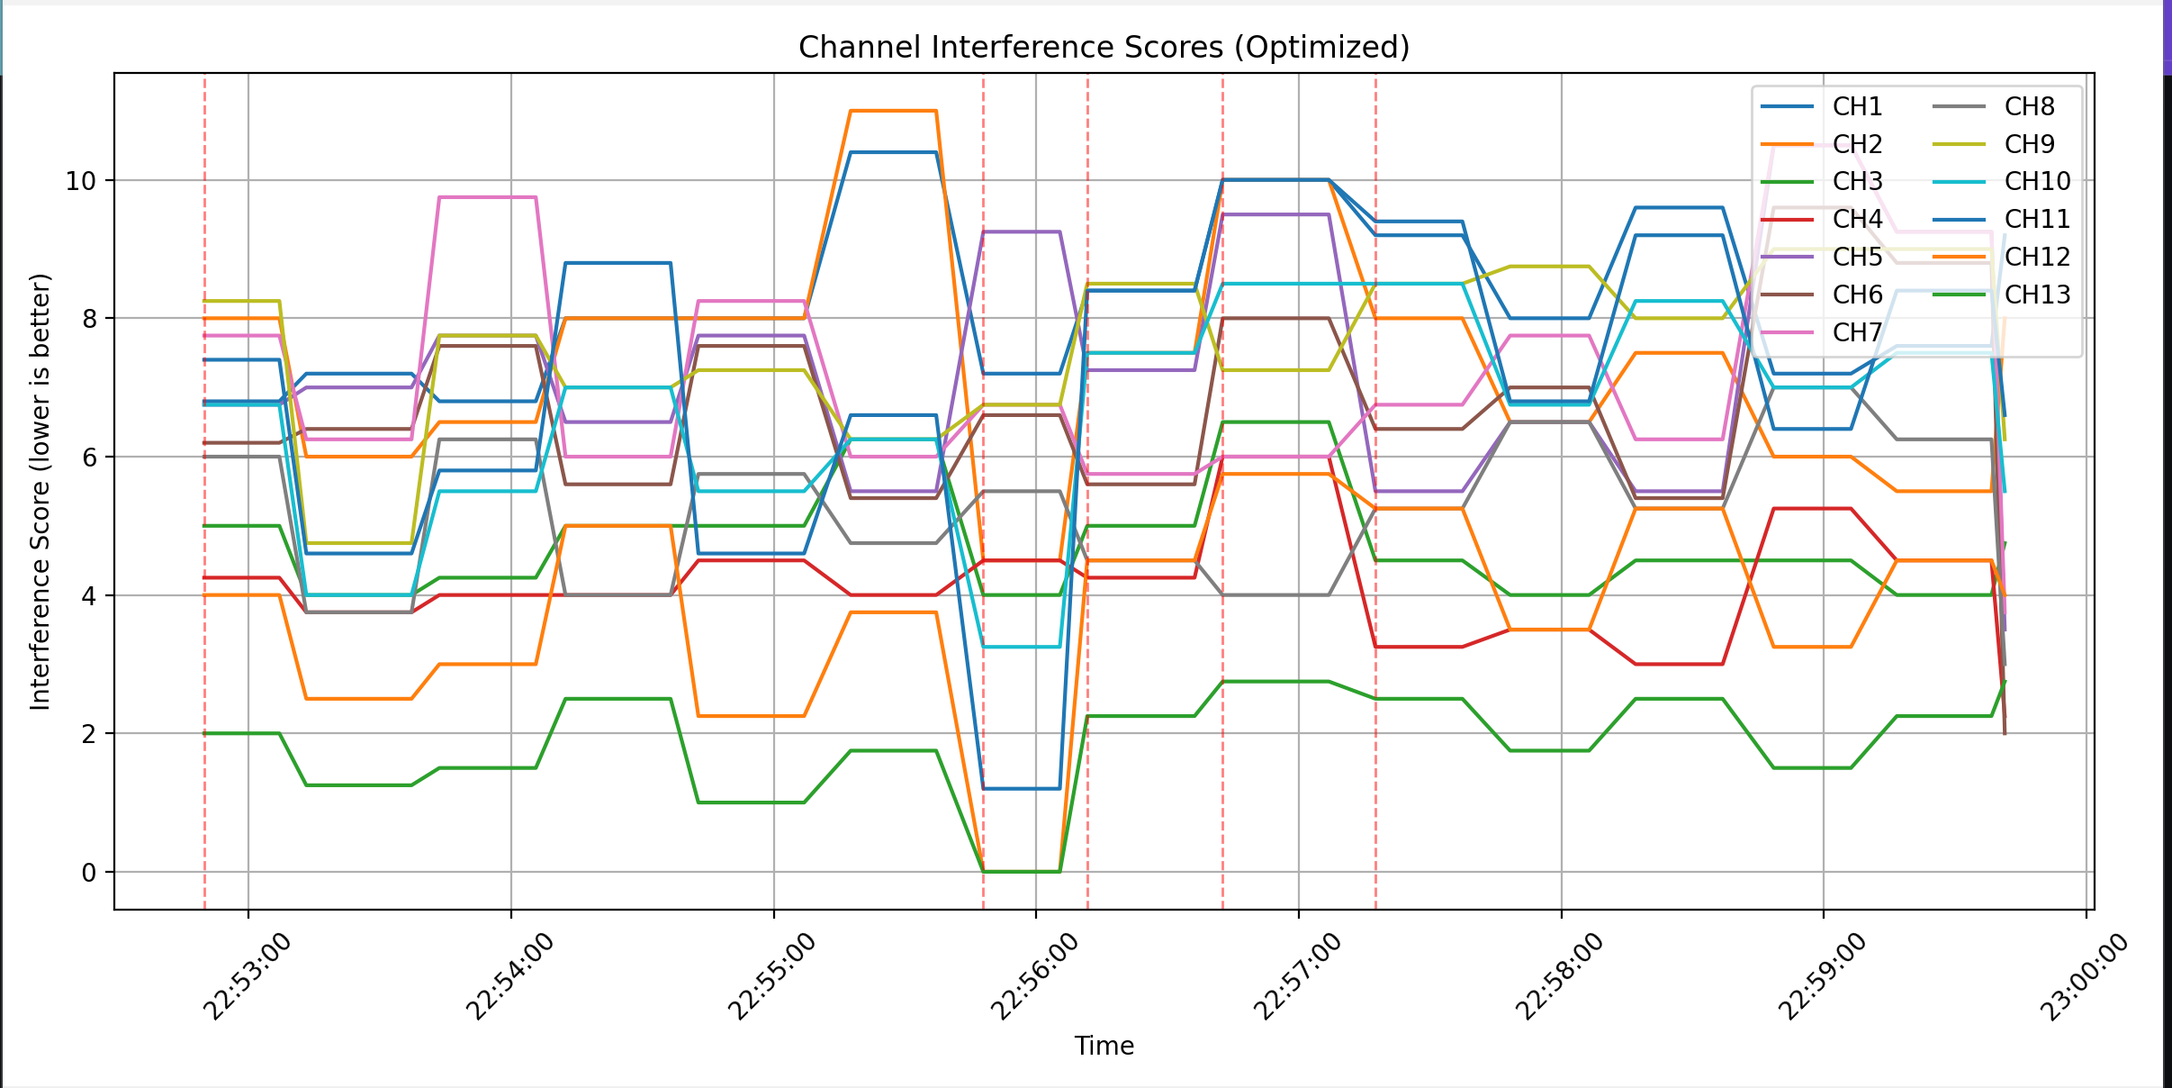 Channel Interference Scores (Optimized)
Interference Score (lower is better)
10
8
6
4
2
0
CH1
CH2
CH3
CH4
CH5
CH6
CH7
CH8
CH9
CH10
CH11
CH12
CH13
22:53:00
22:54:00
22:55:00
22:56:00
22:57:00
22:58:00
22:59:00
23:00:00
Time